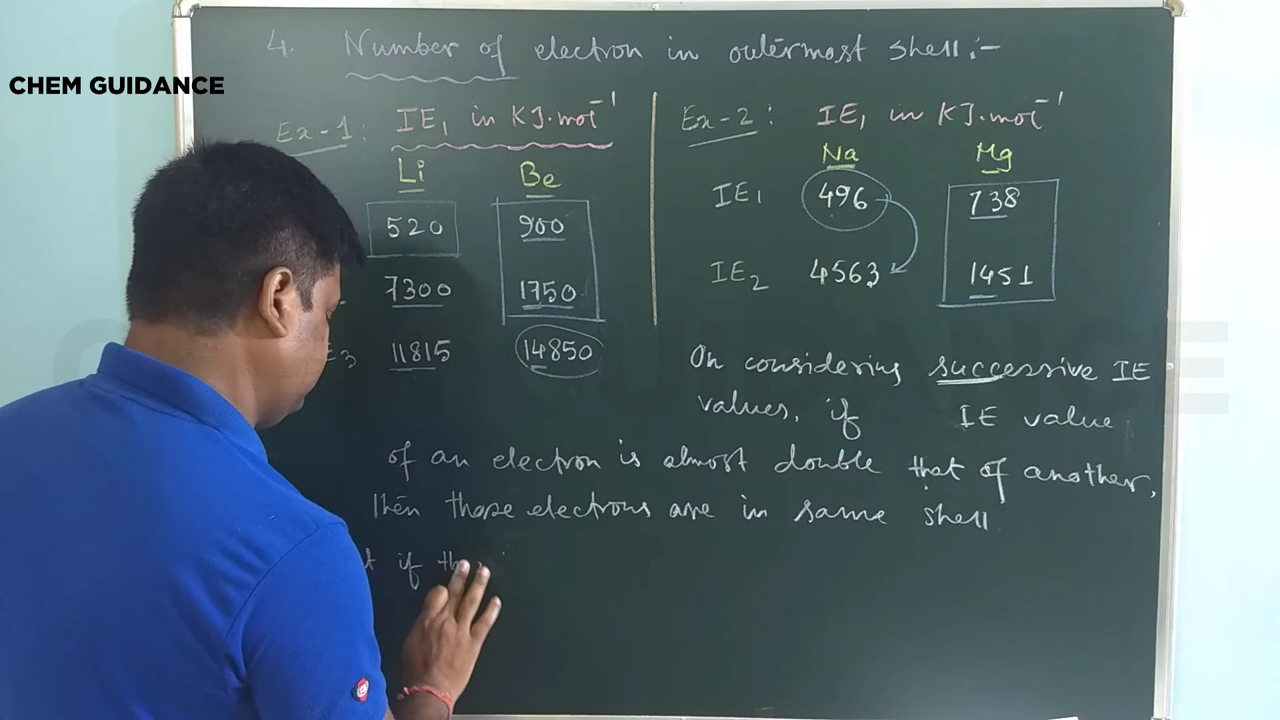 4. Number of electron in outermost shell:-
CHEM GUIDANCE
Ex-1: IE₁ in KJ.mol⁻¹
Li Be
520 900
7300 1750
3 11815 14850
Ex-2: IE₁ in KJ.mol⁻¹
Na Mg
IE₁ 496 738
IE₂ 4563 1451
On considering successive IE
values, if IE value
of an electron is almost double that of another,
then those electrons are in same shell
if